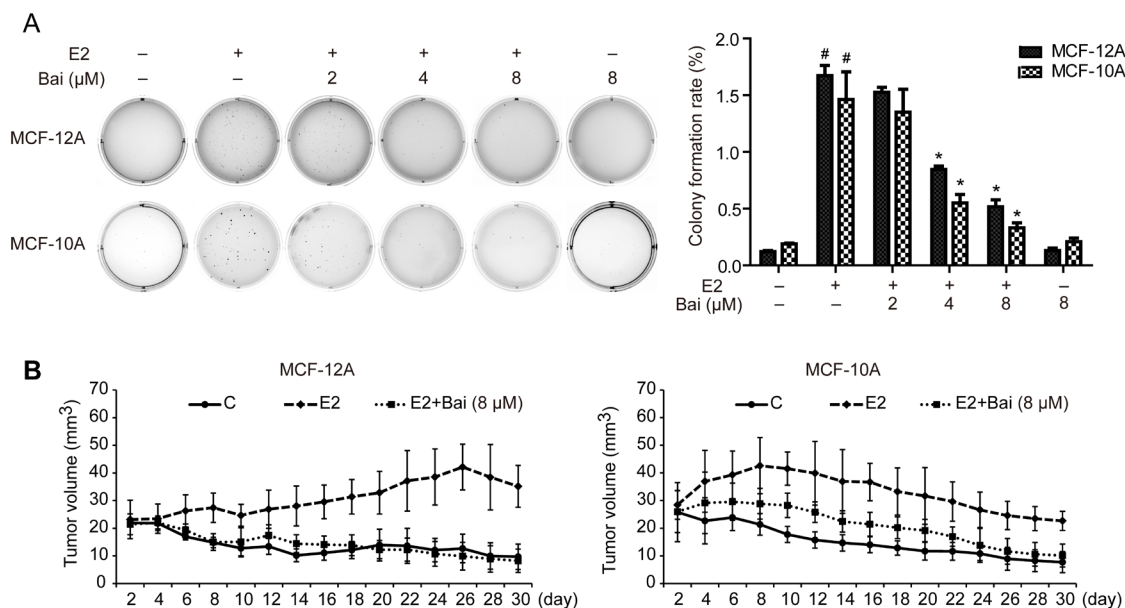 A
E2 – + + + + –
Bai (μM) – – 2 4 8 8
MCF-12A
MCF-10A
Colony formation rate (%)
2.0
1.5
1.0
0.5
0.0
# #
* *
* *
MCF-12A
MCF-10A
E2 – + + + + –
Bai (μM) – – 2 4 8 8
B
MCF-12A
Tumor volume (mm³)
70
60
50
40
30
20
10
0
C E2 E2+Bai (8 μM)
2 4 6 8 10 12 14 16 18 20 22 24 26 28 30 (day)
MCF-10A
Tumor volume (mm³)
70
60
50
40
30
20
10
0
C E2 E2+Bai (8 μM)
2 4 6 8 10 12 14 16 18 20 22 24 26 28 30 (day)